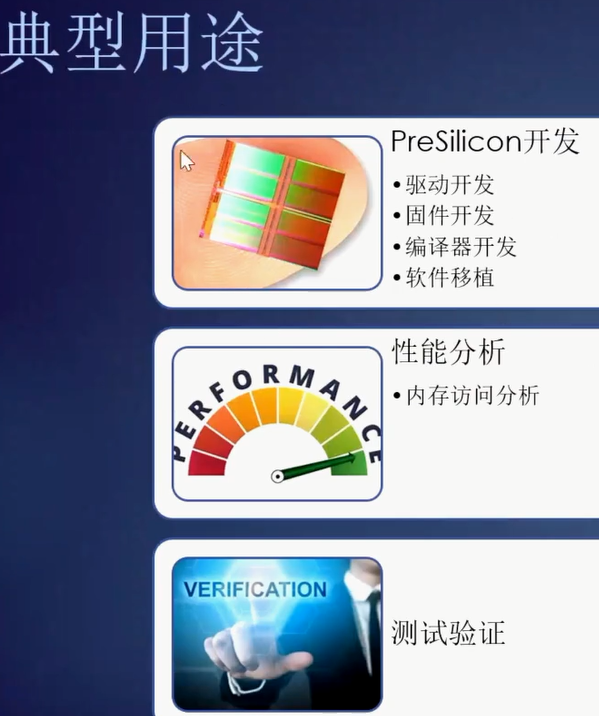 典型用途
PreSilicon开发
•驱动开发
•固件开发
•编译器开发
•软件移植
PERFORMANCE
性能分析
•内存访问分析
VERIFICATION
测试验证